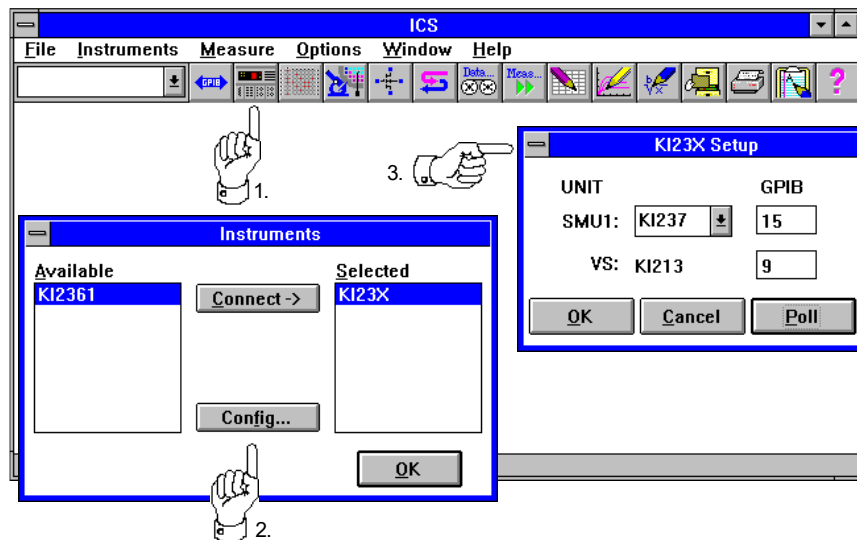 ICS
File Instruments Measure Options Window Help
GPIB Data... Meas... √x ?
1.
3.
KI23X Setup
UNIT GPIB
SMU1: KI237 15
VS: KI213 9
OK Cancel Poll
Instruments
Available Selected
KI2361 Connect -> KI23X
Config...
OK
2.